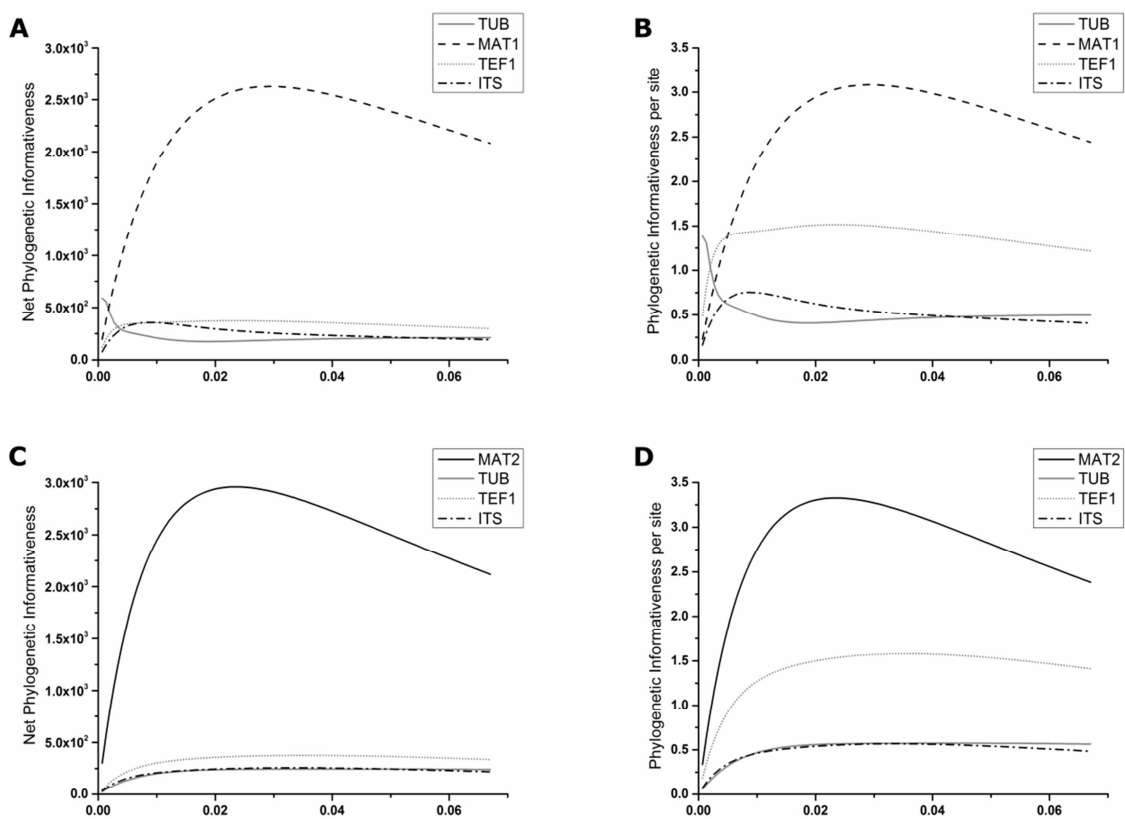 A
TUB
MAT1
TEF1
ITS
Net Phylogenetic Informativeness
3.0x10³
2.5x10³
2.0x10³
1.5x10³
1.0x10³
5.0x10²
0.0
0.00 0.02 0.04 0.06
B
TUB
MAT1
TEF1
ITS
Phylogenetic Informativeness per site
3.5
3.0
2.5
2.0
1.5
1.0
0.5
0.0
0.00 0.02 0.04 0.06
C
MAT2
TUB
TEF1
ITS
Net Phylogenetic Informativeness
3.0x10³
2.5x10³
2.0x10³
1.5x10³
1.0x10³
5.0x10²
0.0
0.00 0.02 0.04 0.06
D
MAT2
TUB
TEF1
ITS
Phylogenetic Informativeness per site
3.5
3.0
2.5
2.0
1.5
1.0
0.5
0.0
0.00 0.02 0.04 0.06